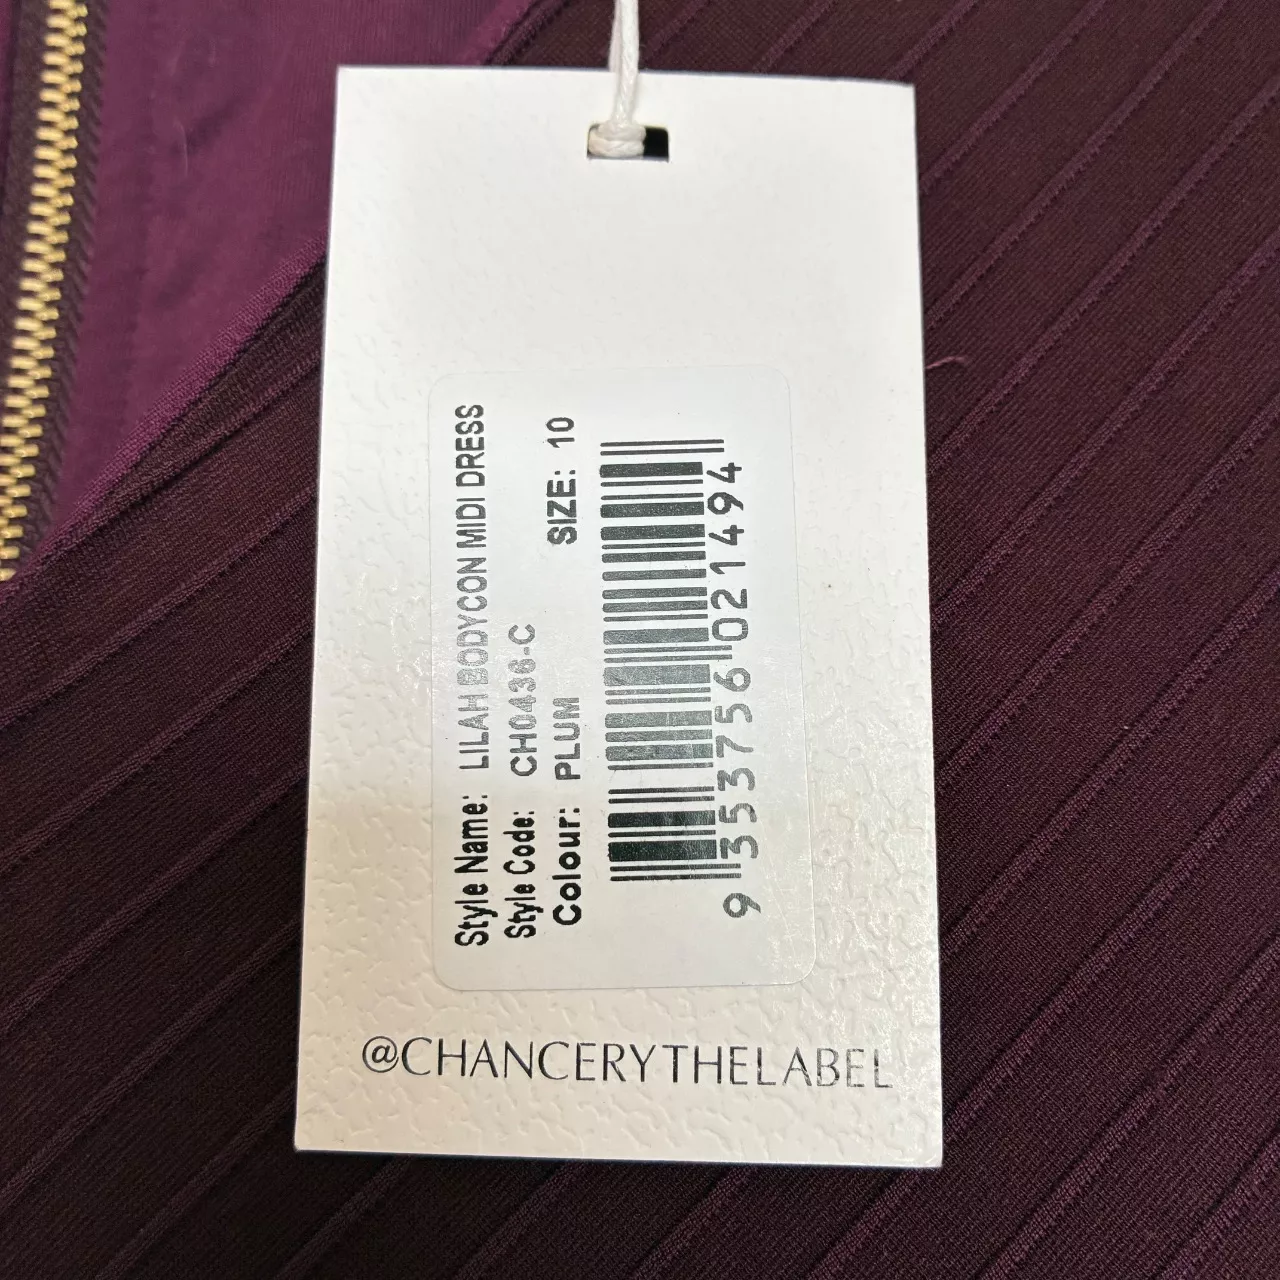 Style Name: LILAH BODYCON MIDI DRESS
Style Code: CH0436-C
Colour: PLUM SIZE: 10
9 353756 021494
@CHANCERYTHELABEL